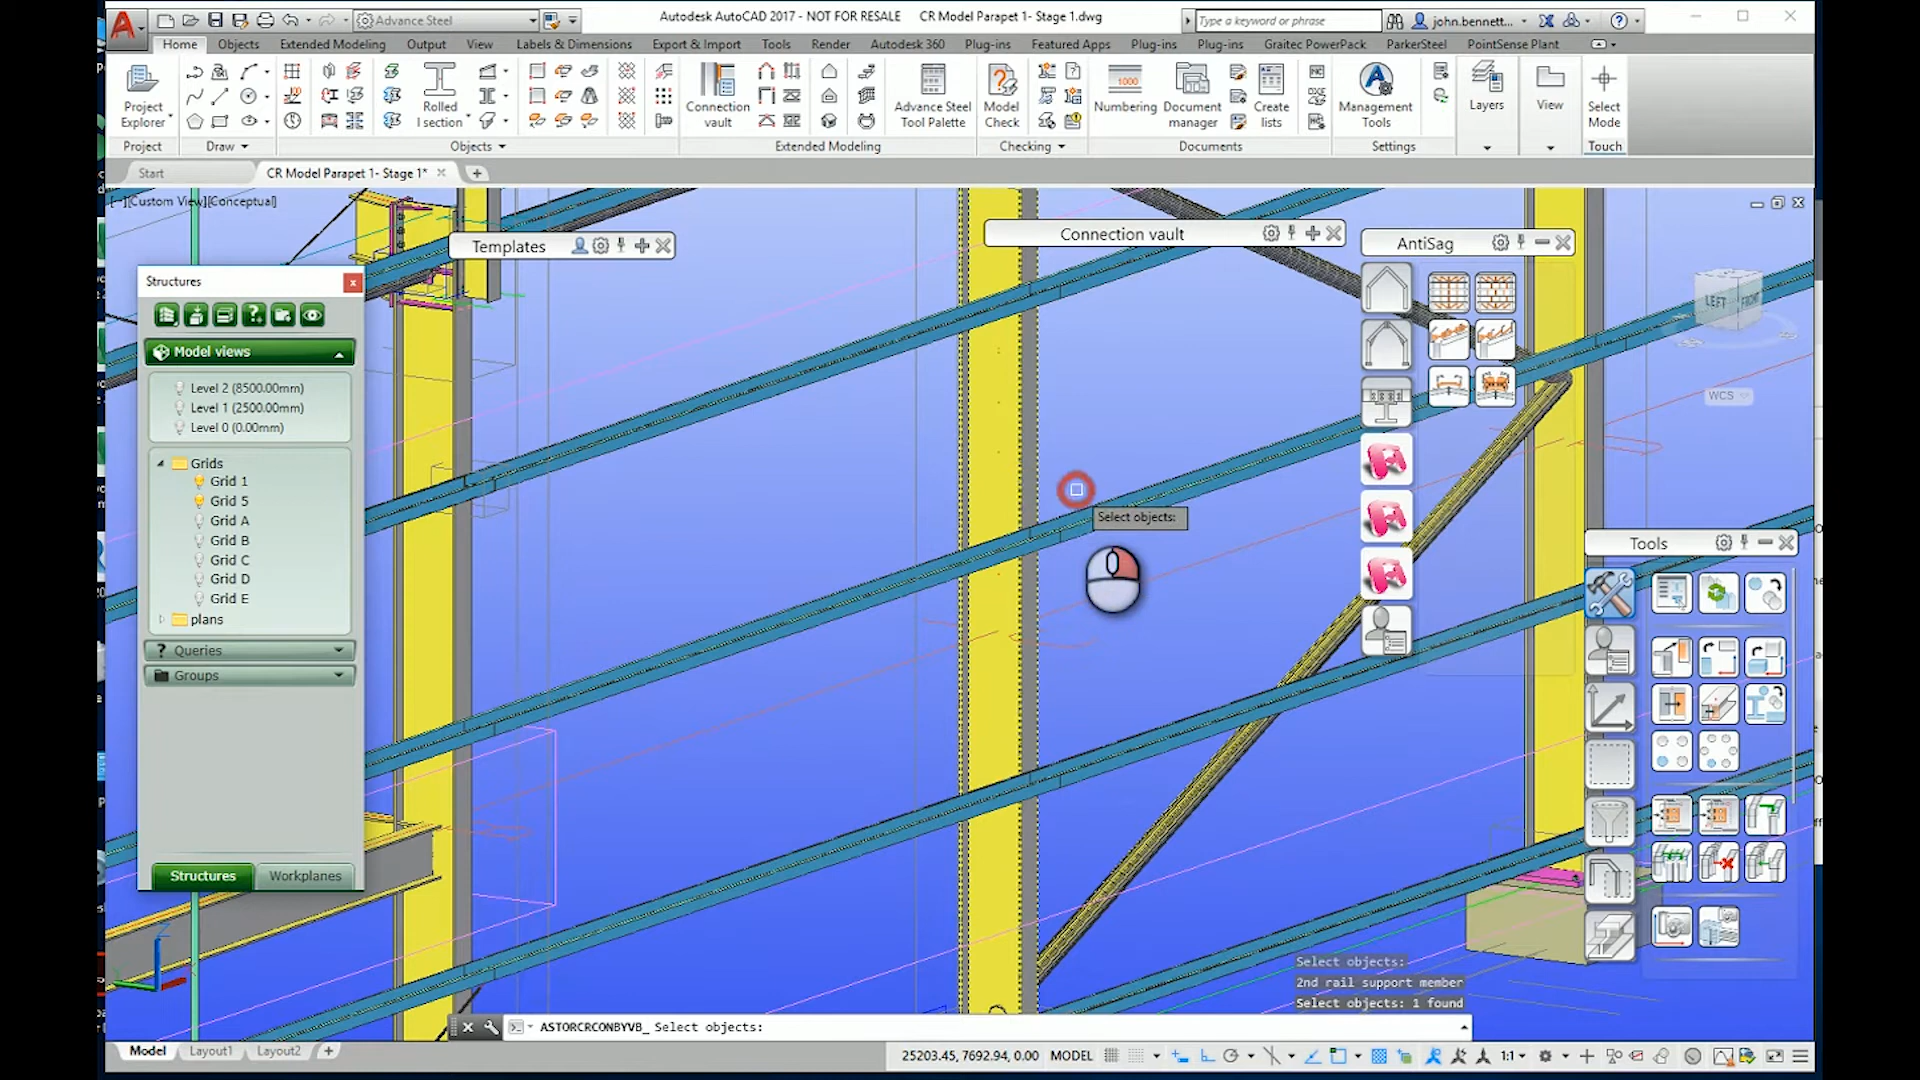 Advance Steel
Autodesk AutoCAD 2017 - NOT FOR RESALE CR Model Parapet 1- Stage 1.dwg
Type a keyword or phrase
john.bennett...
Home Objects Extended Modeling Output View Labels & Dimensions Export & Import Tools Render Autodesk 360 Plug-ins Featured Apps Plug-ins Plug-ins Graitec PowerPack ParkerSteel PointSense Plant
Project Explorer
Rolled I section
Connection vault
Advance Steel Tool Palette
Model Check
1000
Numbering
Document manager
Create lists
Management Tools
Layers
View
Select Mode
Project Draw Objects Extended Modeling Checking Documents Settings Touch
Start
CR Model Parapet 1- Stage 1*
[-][Custom View][Conceptual]
Templates
Connection vault
AntiSag
LEFT
FRONT
WCS
Structures
Model views
Level 2 (8500.00mm)
Level 1 (2500.00mm)
Level 0 (0.00mm)
Grids
Grid 1
Grid 5
Grid A
Grid B
Grid C
Grid D
Grid E
plans
? Queries
Groups
Structures
Workplanes
Select objects:
Tools
Select objects:
2nd rail support member
Select objects: 1 found
ASTORCRCONBYVB_ Select objects:
Model Layout1 Layout2 +
25203.45, 7692.94, 0.00 MODEL
1:1